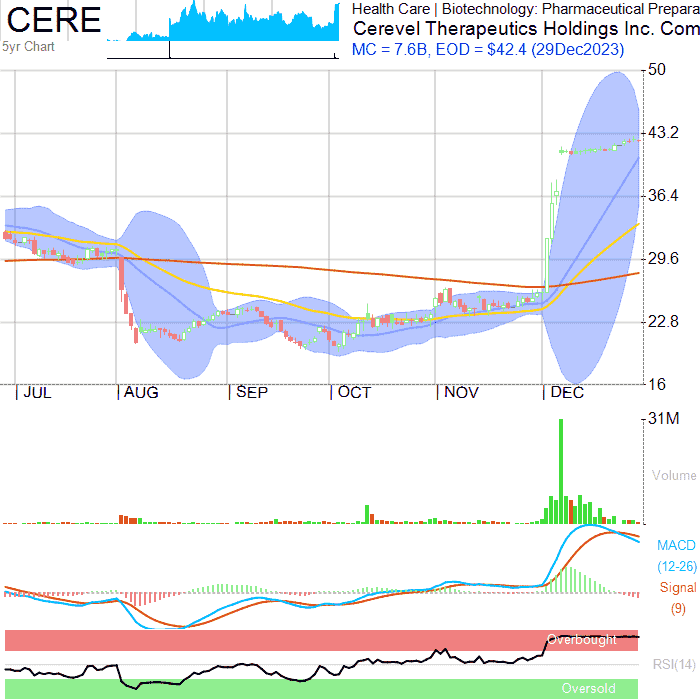 CERE
5yr Chart
Health Care | Biotechnology: Pharmaceutical Prepara
Cerevel Therapeutics Holdings Inc. Com
MC = 7.6B, EOD = $42.4 (29Dec2023)
50
43.2
36.4
29.6
22.8
16
JUL
AUG
SEP
OCT
NOV
DEC
31M
Volume
MACD
(12-26)
Signal
(9)
Overbought
RSI(14)
Oversold